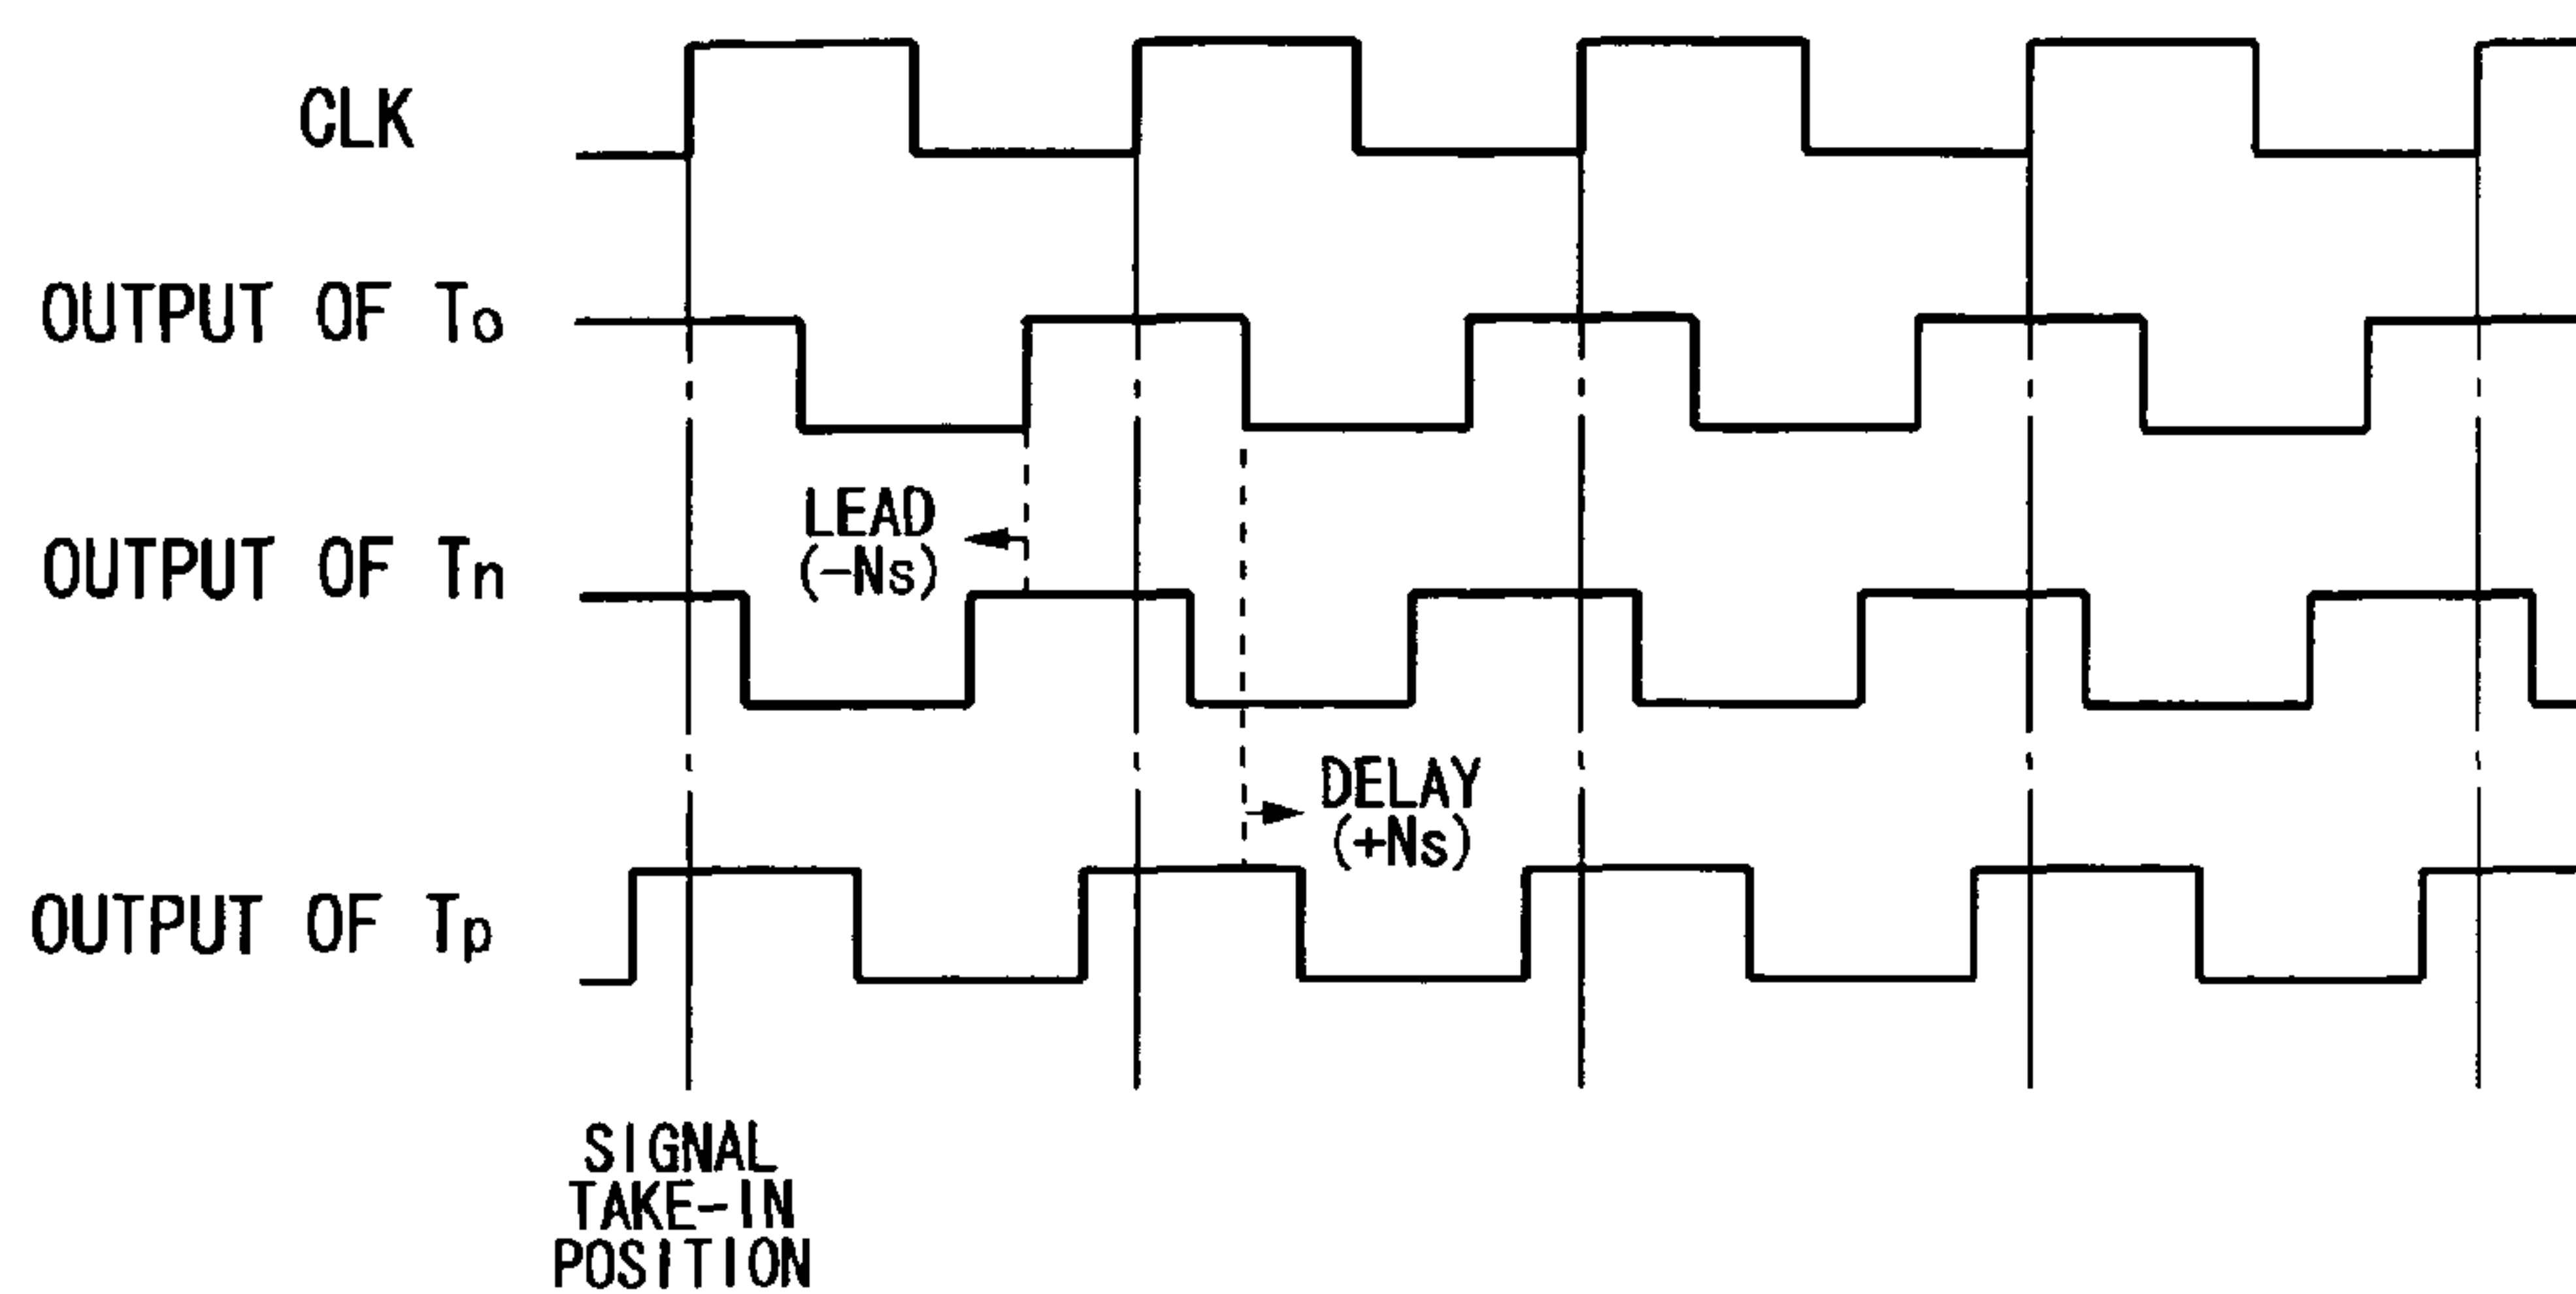 CLK
OUTPUT OF To
LEAD
(-Ns)
OUTPUT OF Tn
DELAY
(+Ns)
OUTPUT OF Tp
SIGNAL
TAKE-IN
POSITION